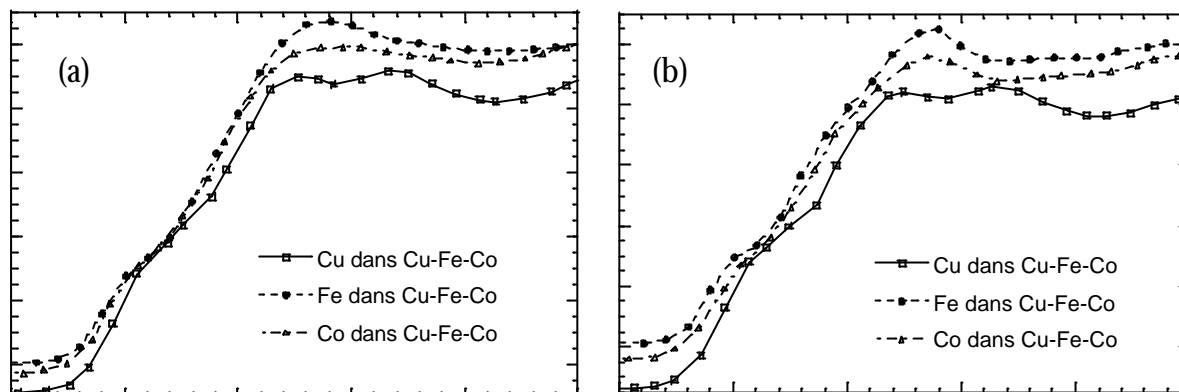 (a)
Cu dans Cu-Fe-Co
Fe dans Cu-Fe-Co
Co dans Cu-Fe-Co
(b)
Cu dans Cu-Fe-Co
Fe dans Cu-Fe-Co
Co dans Cu-Fe-Co